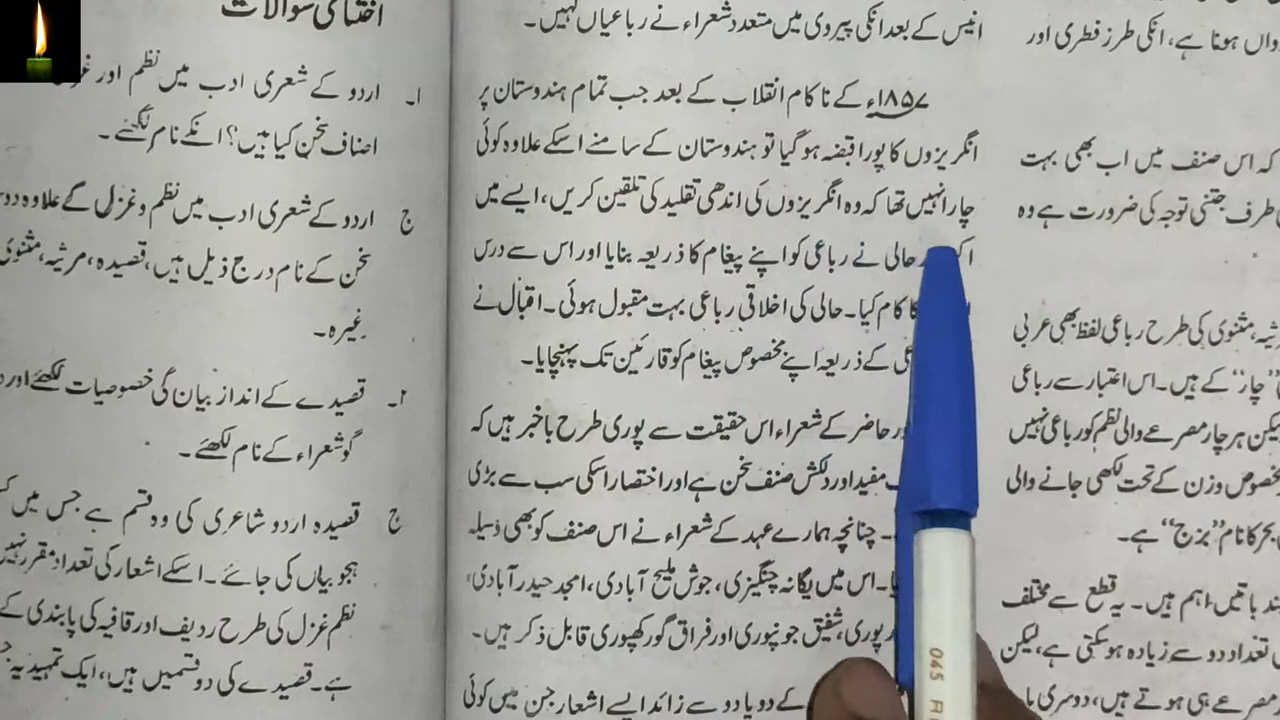 واں ہونا ہے، انکی طرز فطری اور
کہ اس صنف میں اب بھی بہت
طرف جتنی توجہ کی ضرورت ہے وہ
مثنوی کی طرح رباعی لفظ بھی عربی
"چار" کے ہیں۔ اس اعتبار سے رباعی
لیکن ہر چار مصرعے والی نظم کو رباعی نہیں
مخصوص وزن کے تحت لکھی جانے والی
بحر کا نام "ہزج" ہے۔
باتیں اہم ہیں۔ یہ قطع سے مختلف
تعداد دو سے زیادہ ہو سکتی ہے، لیکن
مصرعے ہی ہوتے ہیں، دوسری
انیس کے بعد انکی پیروی میں متعدد شعراء نے رباعیاں کہیں۔
۱۸۵۷ء کے ناکام انقلاب کے بعد جب تمام ہندوستان پر
انگریزوں کا پورا قبضہ ہو گیا تو ہندوستان کے سامنے اسکے علاوہ کوئی
چارا نہیں تھا کہ وہ انگریزوں کی اندھی تقلید کی تلقین کریں، ایسے میں
حالی نے رباعی کو اپنے پیغام کا ذریعہ بنایا اور اس سے درس
کا کام کیا۔ حالی کی اخلاقی رباعی بہت مقبول ہوئی۔ اقبال نے
کے ذریعہ اپنے مخصوص پیغام کو قارئین تک پہنچایا۔
حاضر کے شعراء اس حقیقت سے پوری طرح باخبر ہیں کہ
مفید اور دلکش صنف سخن ہے اور اختصار اسکی سب سے بڑی
چنانچہ ہمارے عہد کے شعراء نے اس صنف کو بھی وسیلہ
۔ اس میں یگانہ چنگیزی، جوش ملیح آبادی، امجد حیدر آبادی،
پوری، شفیق جونپوری اور فراق گورکھپوری قابل ذکر ہیں۔
کے دو یا دو سے زائد ایسے اشعار جن میں کوئی
اختتامی سوالات
۱۔ اردو کے شعری ادب میں نظم اور
اصناف سخن کیا ہیں؟ انکے نام لکھئے۔
ج اردو کے شعری ادب میں نظم و غزل کے علاوہ
سخن کے نام درج ذیل ہیں، قصیدہ، مرثیہ، مثنوی
غیرہ۔
۲۔ قصیدے کے انداز بیان کی خصوصیات لکھئے اور
گو شعراء کے نام لکھئے۔
ج قصیدہ اردو شاعری کی وہ قسم ہے جس میں
ہجو بیاں کی جائے۔ اسکے اشعار کی تعداد مقرر نہیں
نظم غزل کی طرح ردیف اور قافیہ کی پابندی کے
ہے۔ قصیدے کی دو قسمیں ہیں، ایک تمہیدیہ
045